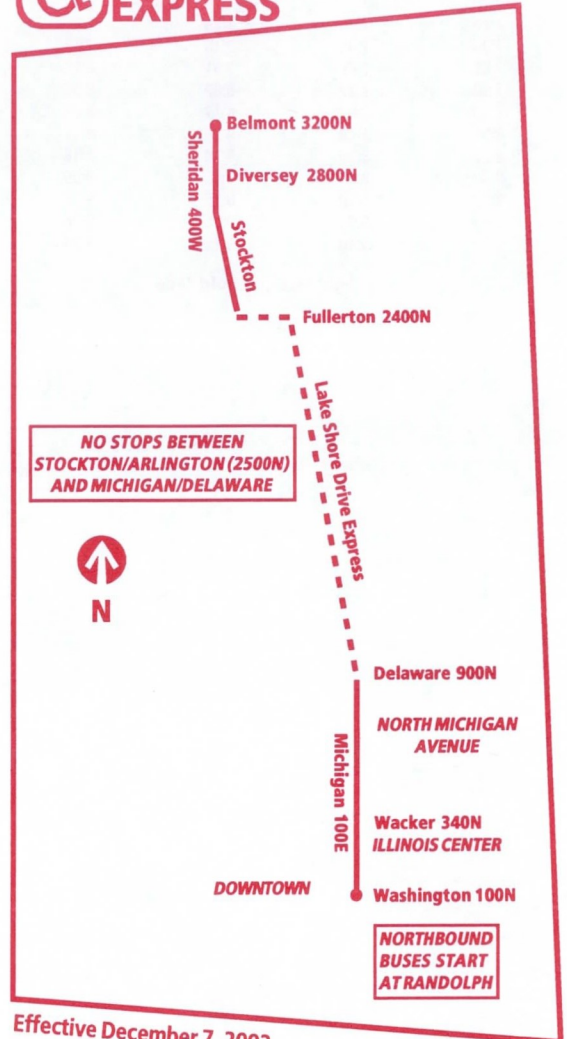 EXPRESS
Belmont 3200N
Sheridan 400W
Diversey 2800N
Stockton
Fullerton 2400N
Lake Shore Drive Express
NO STOPS BETWEEN
STOCKTON/ARLINGTON (2500N)
AND MICHIGAN/DELAWARE
N
Delaware 900N
NORTH MICHIGAN
AVENUE
Michigan 100E
Wacker 340N
ILLINOIS CENTER
DOWNTOWN
Washington 100N
NORTHBOUND
BUSES START
AT RANDOLPH
Effective December 7,